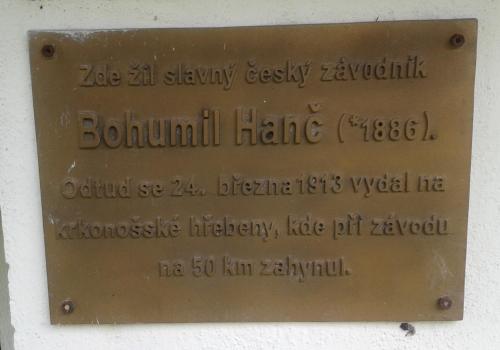 Zde žil slavný český závodník
Bohumil Hanč (*1886).
Odtud se 24. března 1913 vydal na
krkonošské hřebeny, kde při závodu
na 50 km zahynul.